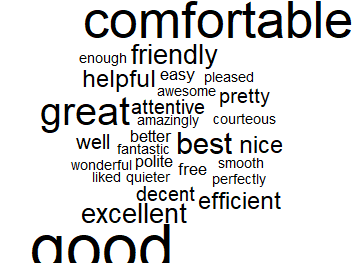 comfortable
enough friendly
helpful easy pleased
awesome pretty
great attentive
amazingly courteous
well better best nice
fantastic
wonderful polite free smooth
liked quieter perfectly
decent efficient
excellent
good